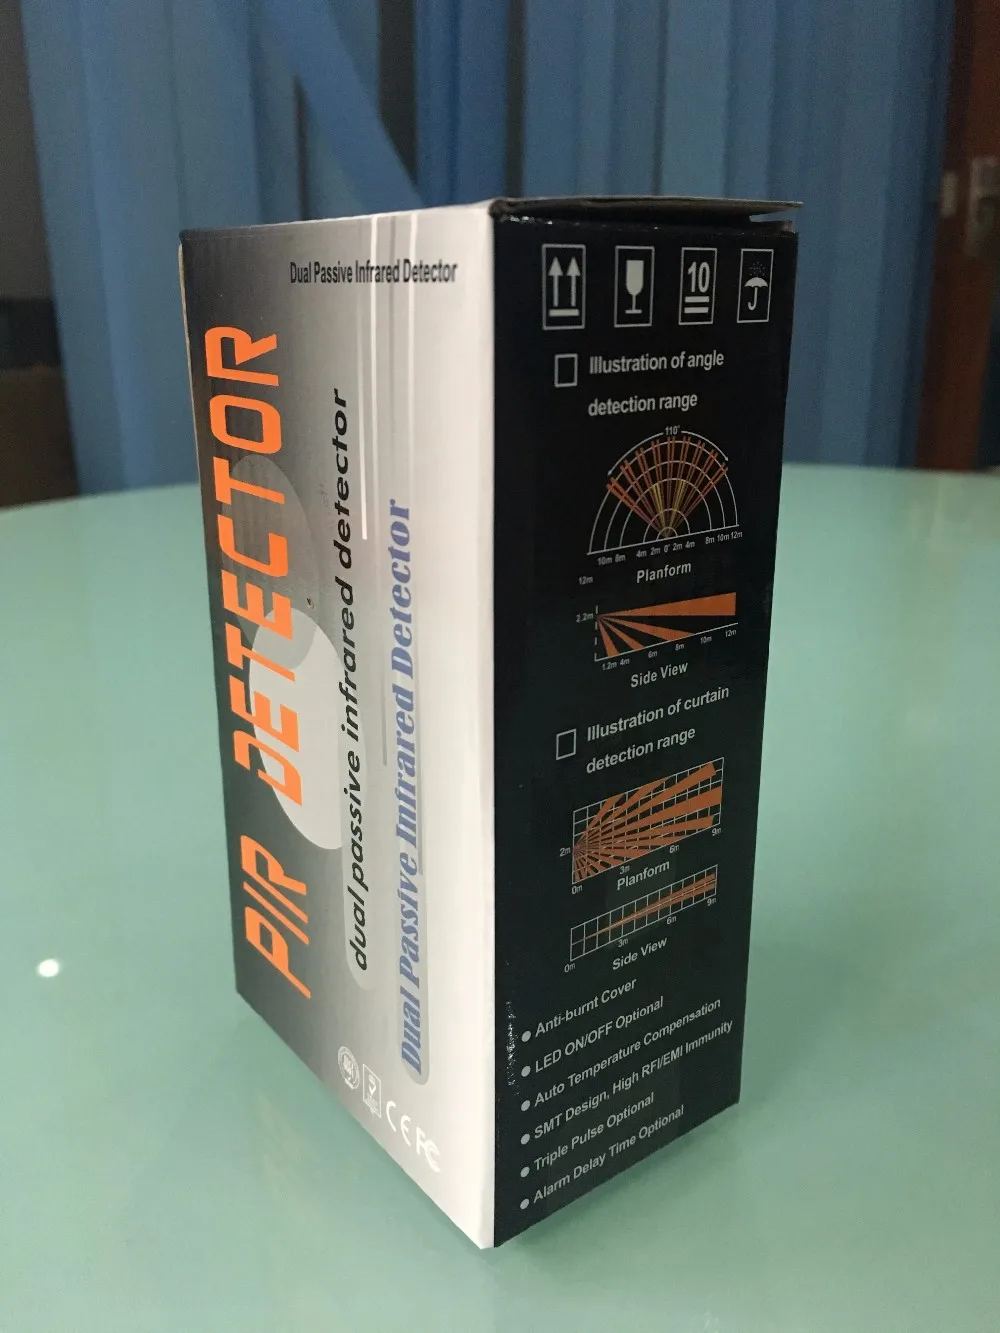 Dual Passive Infrared Detector
PIR DETECTOR
dual passive infrared detector
Dual Passive Infrared Detector
CE FC
10
Illustration of angle
detection range
110°
10m 8m 4m 2m 0° 2m 4m 8m 10m 12m
12m
Planform
2.2m
1.2m 4m 6m 8m 10m 12m
Side View
Illustration of curtain
detection range
2m
0m 3m 6m 9m
Planform
0m 3m 6m 9m
Side View
Anti-burnt Cover
LED ON/OFF Optional
Auto Temperature Compensation
SMT Design, High RFI/EMI Immunity
Triple Pulse Optional
Alarm Delay Time Optional